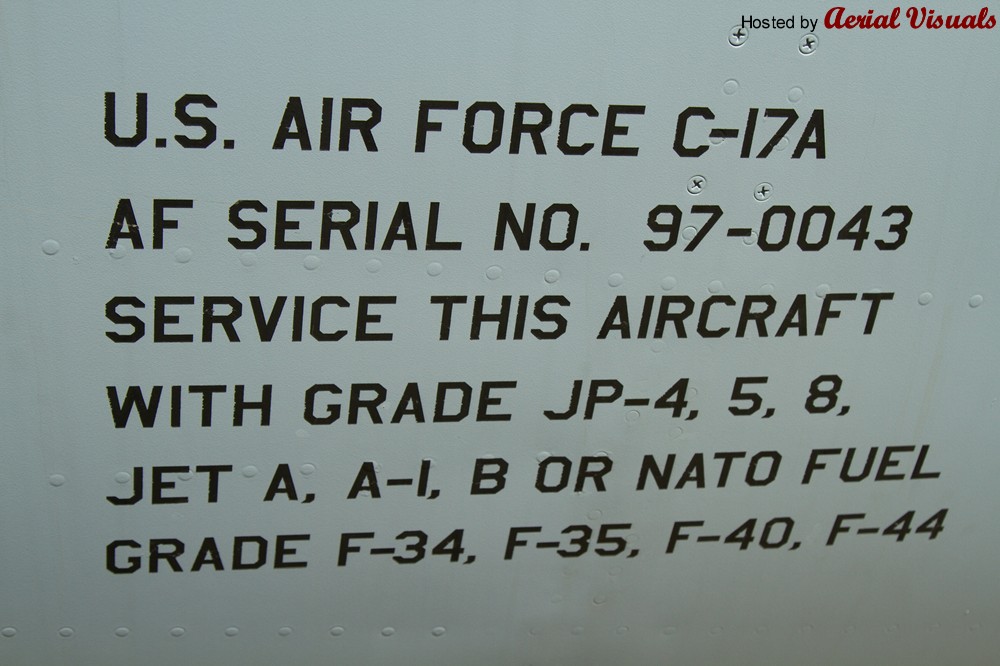 Hosted by Aerial Visuals
U.S. AIR FORCE C-17A
AF SERIAL NO. 97-0043
SERVICE THIS AIRCRAFT
WITH GRADE JP-4, 5, 8,
JET A, A-1, B OR NATO FUEL
GRADE F-34, F-35, F-40, F-44